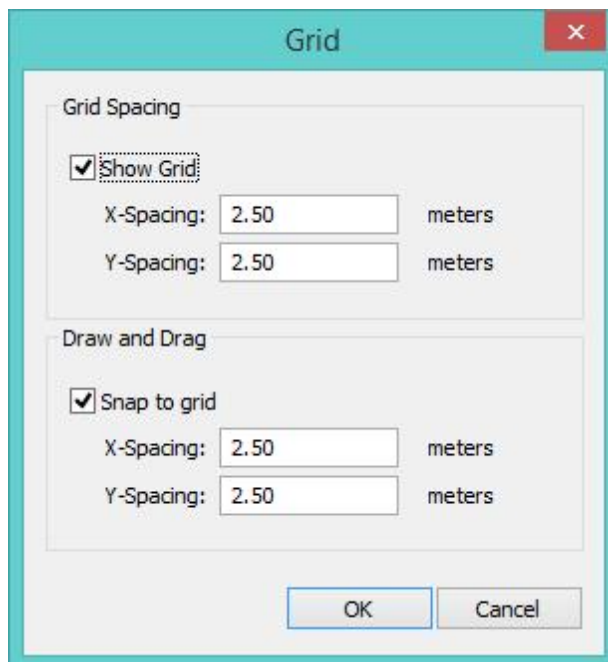 Grid
Grid Spacing
Show Grid
X-Spacing: 2.50 meters
Y-Spacing: 2.50 meters
Draw and Drag
Snap to grid
X-Spacing: 2.50 meters
Y-Spacing: 2.50 meters
OK Cancel